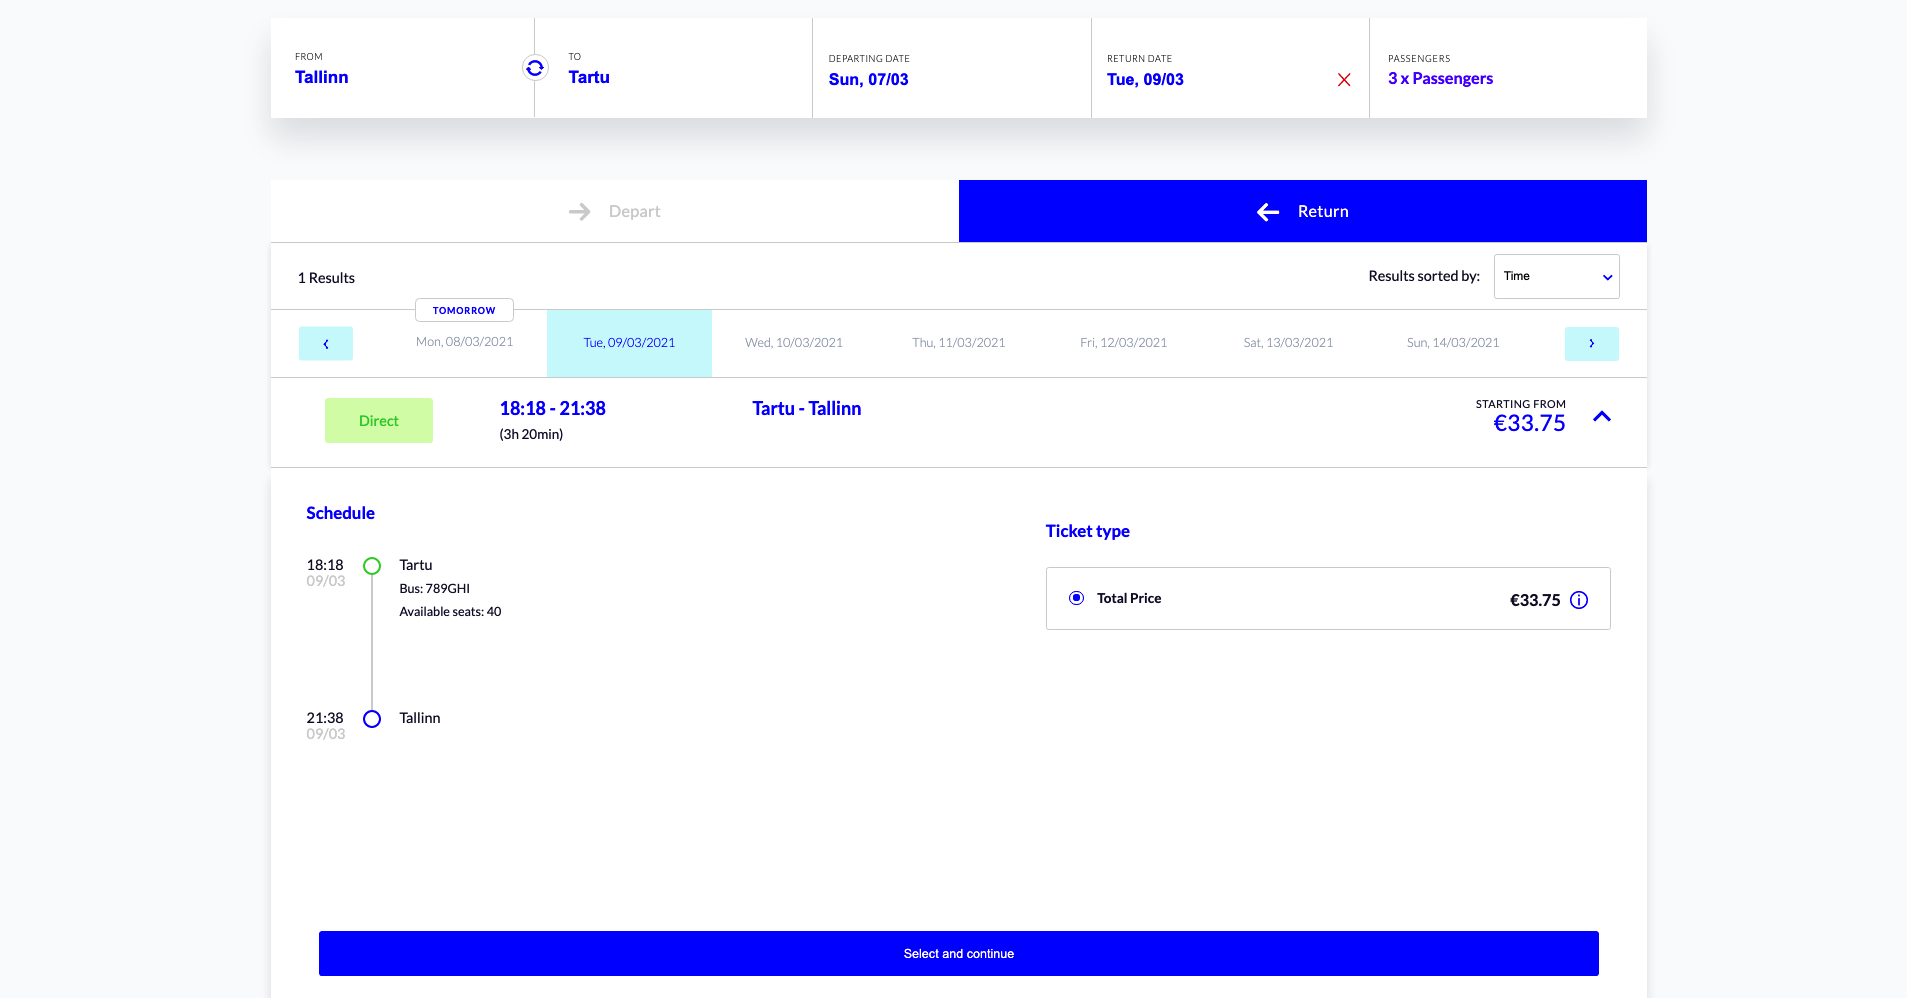 FROM
Tallinn
TO
Tartu
DEPARTING DATE
Sun, 07/03
RETURN DATE
Tue, 09/03
PASSENGERS
3 x Passengers
Depart
Return
1 Results
Results sorted by:
Time
TOMORROW
Mon, 08/03/2021
Tue, 09/03/2021
Wed, 10/03/2021
Thu, 11/03/2021
Fri, 12/03/2021
Sat, 13/03/2021
Sun, 14/03/2021
Direct
18:18 - 21:38
(3h 20min)
Tartu - Tallinn
STARTING FROM
€33.75
Schedule
18:18
09/03
Tartu
Bus: 789GHI
Available seats: 40
21:38
09/03
Tallinn
Ticket type
Total Price
€33.75
Select and continue